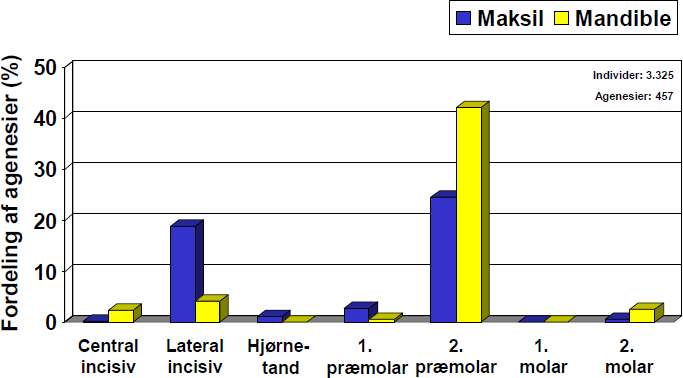 Maksil Mandible
Individer: 3.325
Agenesier: 457
Fordeling af agenesier (%)
50
40
30
20
10
0
Central incisiv
Lateral incisiv
Hjørne-
tand
1.
præmolar
2.
præmolar
1.
molar
2.
molar